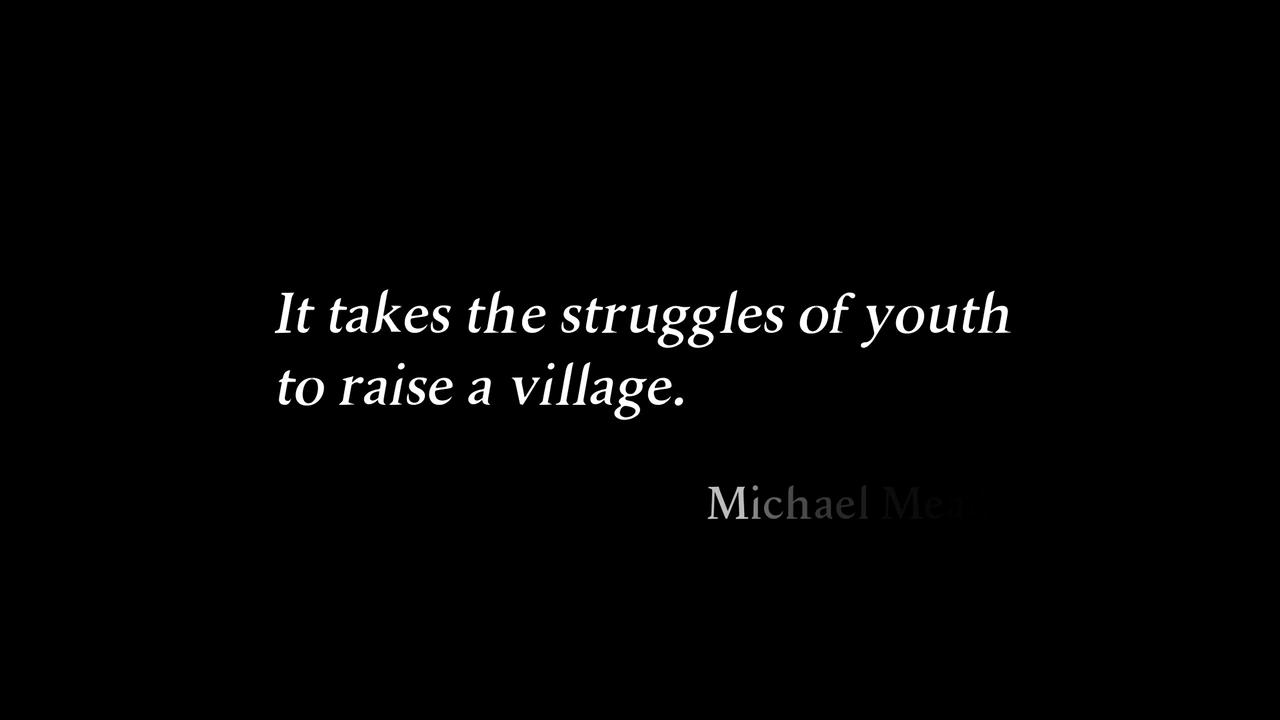 It takes the struggles of youth
to raise a village.
Michael